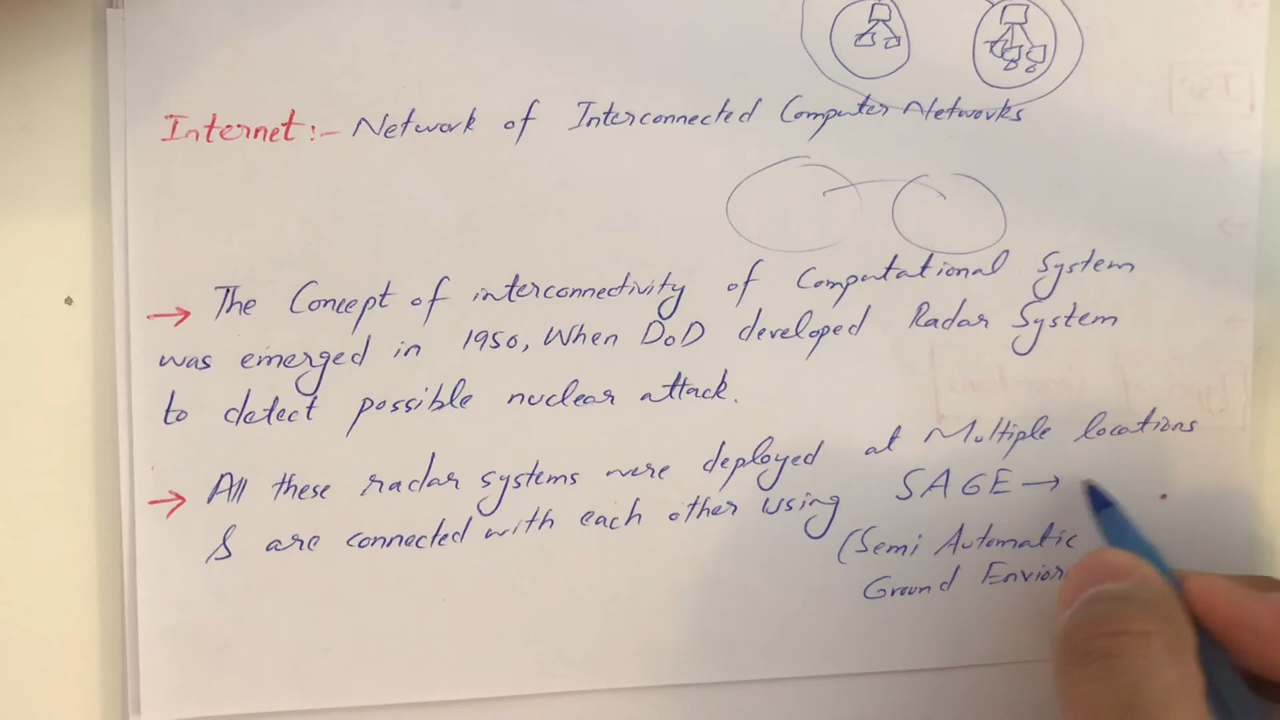 Internet:- Network of Interconnected Computer Networks
→ The Concept of interconnectivity of Computational System
was emerged in 1950, When DoD developed Radar System
to detect possible nuclear attack.
→ All these radar systems were deployed at Multiple locations
& are connected with each other using SAGE →
(Semi Automatic
Ground Envior